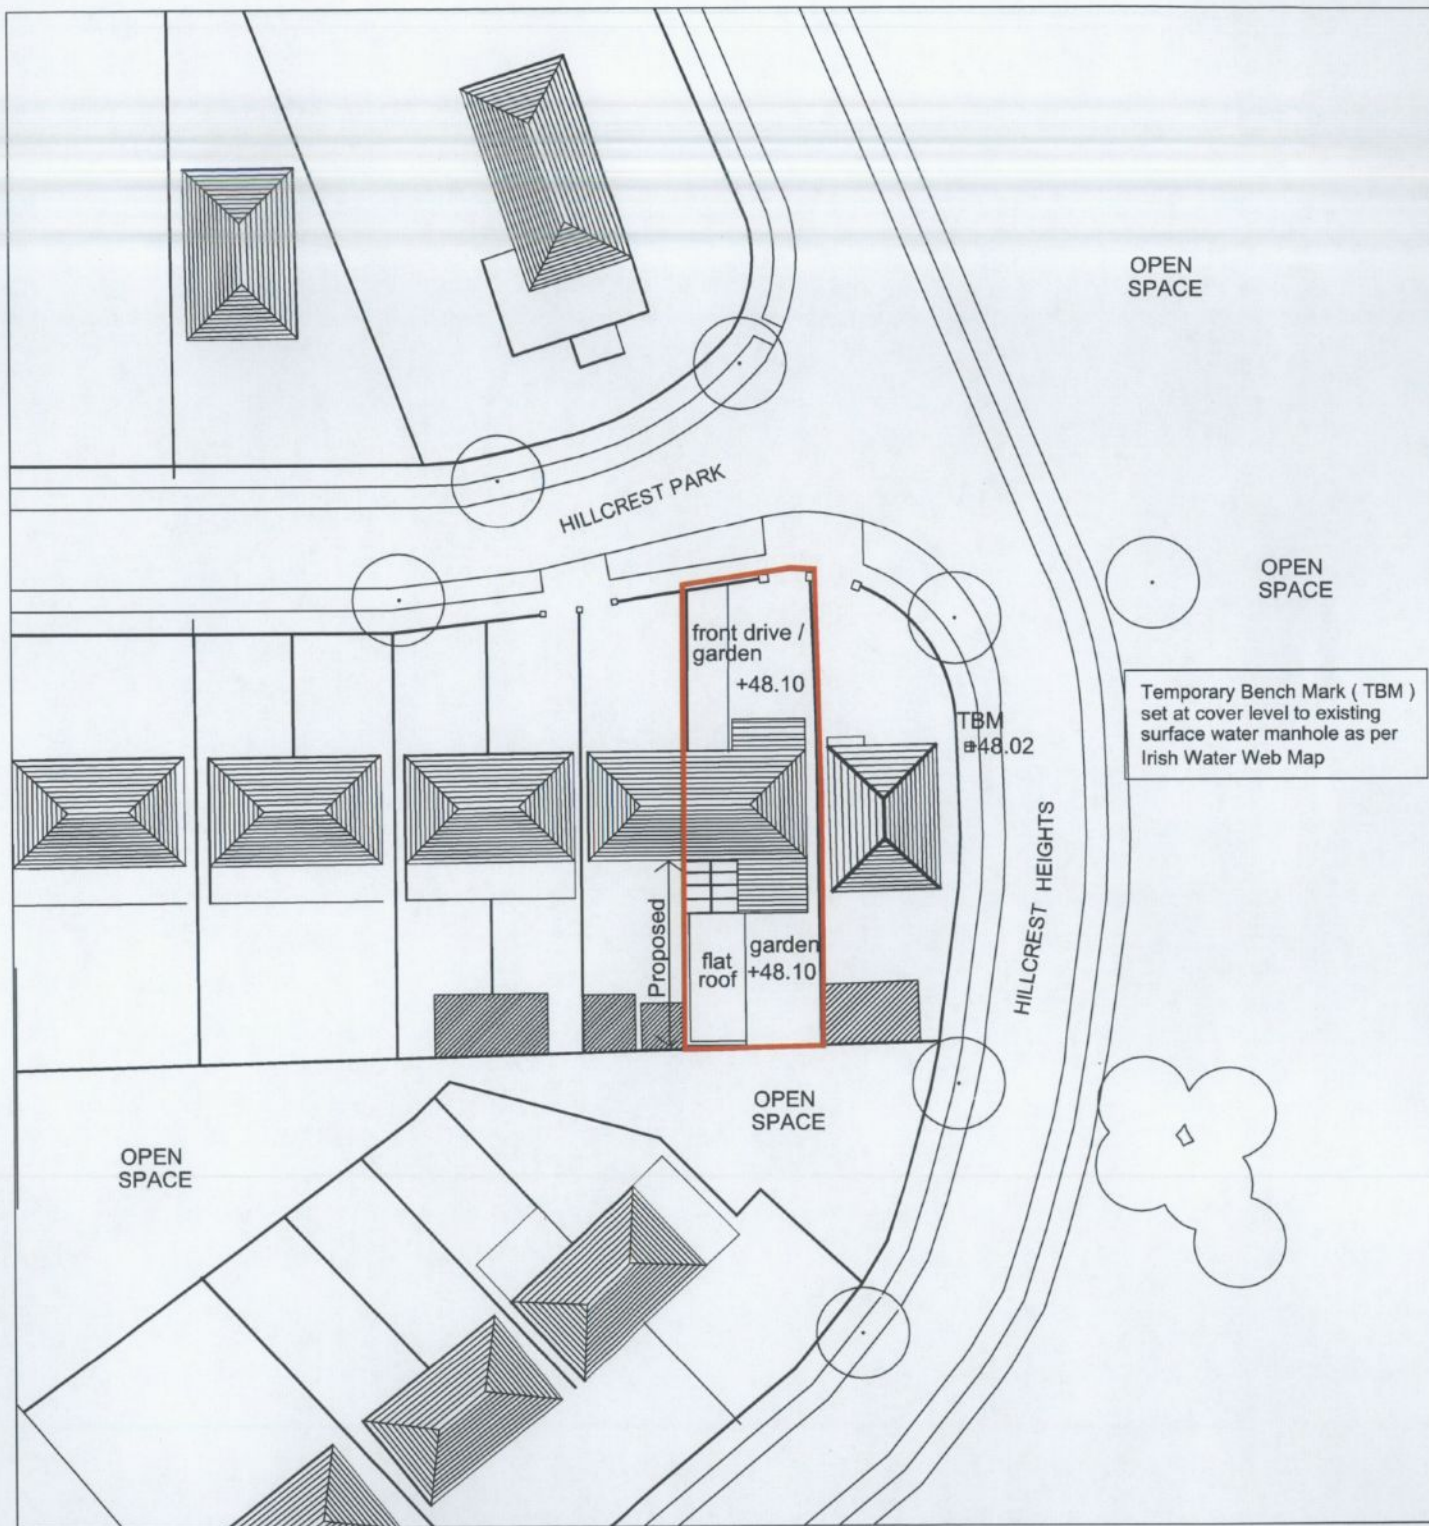 OPEN
SPACE
HILLCREST PARK
OPEN
SPACE
front drive /
garden
+48.10
Temporary Bench Mark ( TBM )
set at cover level to existing
surface water manhole as per
Irish Water Web Map
TBM
+48.02
HILLCREST HEIGHTS
Proposed
flat
roof
garden
+48.10
OPEN
SPACE
OPEN
SPACE